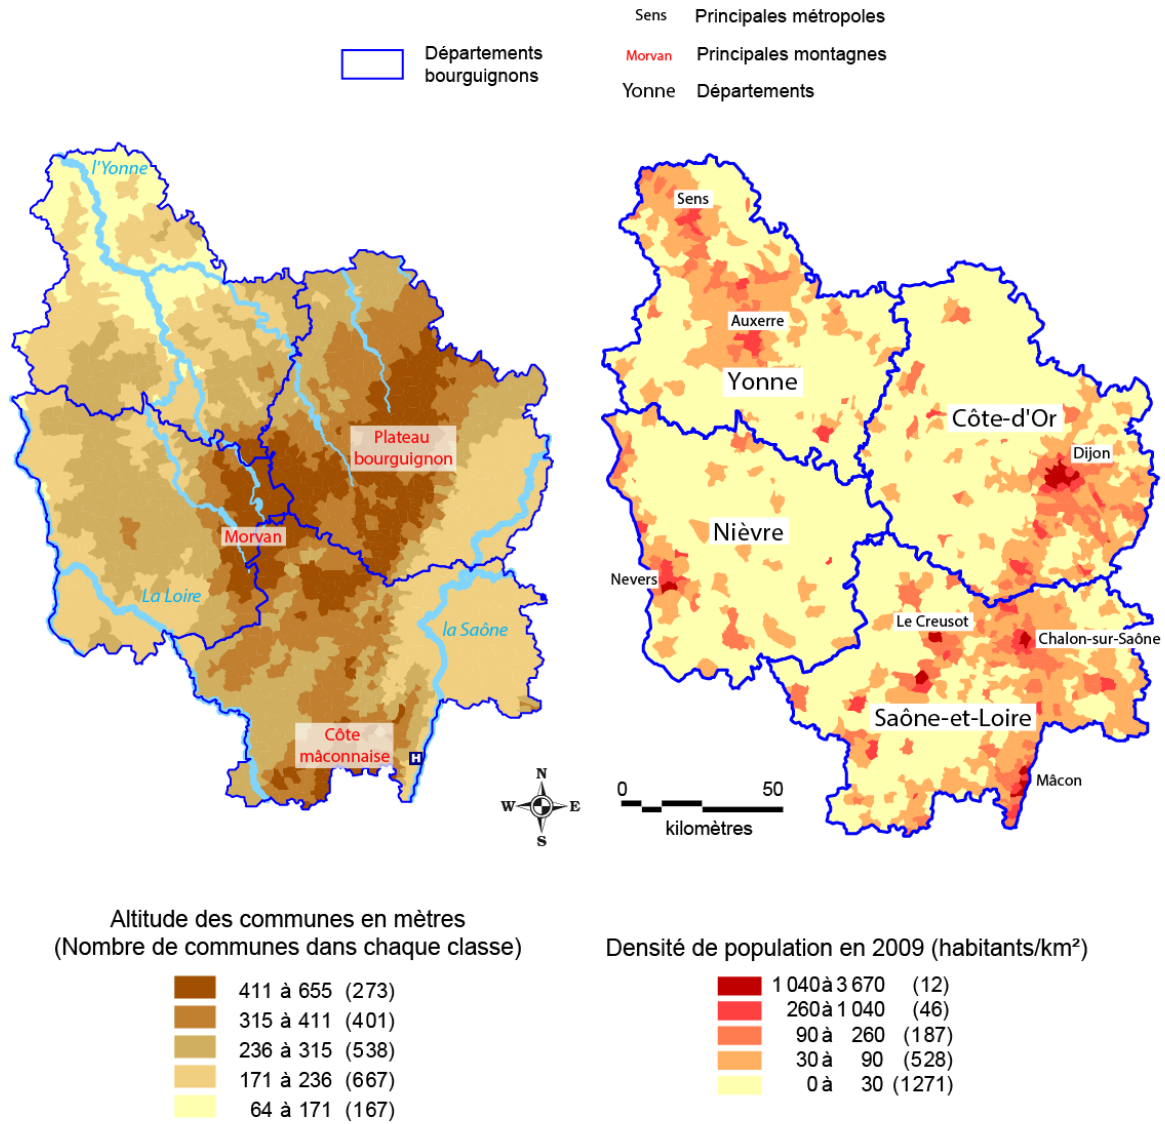 Départements
bourguignons
Sens Principales métropoles
Morvan Principales montagnes
Yonne Départements
l'Yonne
Plateau
bourguignon
Morvan
La Loire
la Saône
Côte
mâconnaise
H
N
W E
S
Sens
Auxerre
Yonne
Côte-d'Or
Dijon
Nièvre
Nevers
Le Creusot
Chalon-sur-Saône
Saône-et-Loire
Mâcon
0 50
kilomètres
Altitude des communes en mètres
(Nombre de communes dans chaque classe)
411 à 655 (273)
315 à 411 (401)
236 à 315 (538)
171 à 236 (667)
64 à 171 (167)
Densité de population en 2009 (habitants/km²)
1 040 à 3 670 (12)
260 à 1 040 (46)
90 à 260 (187)
30 à 90 (528)
0 à 30 (1271)